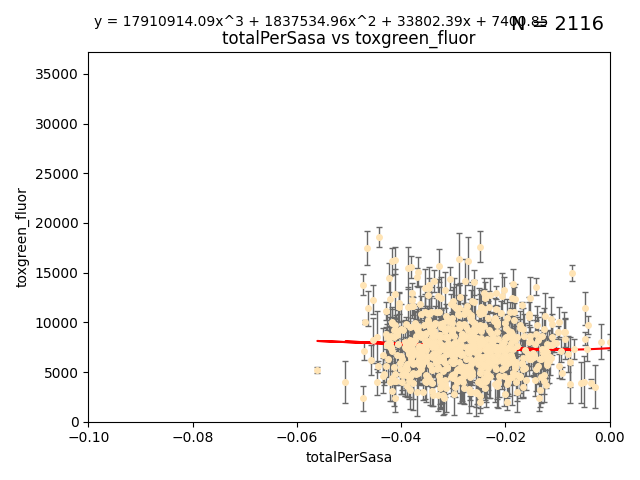 y = 17910914.09x^3 + 1837534.96x^2 + 33802.39x + 7400.85
N = 2116
totalPerSasa vs toxgreen_fluor
35000
30000
25000
20000
15000
10000
5000
0
toxgreen_fluor
−0.10
−0.08
−0.06
−0.04
−0.02
0.00
totalPerSasa